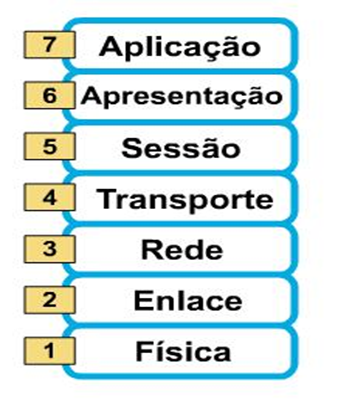 7 Aplicação
6 Apresentação
5 Sessão
4 Transporte
3 Rede
2 Enlace
1 Física